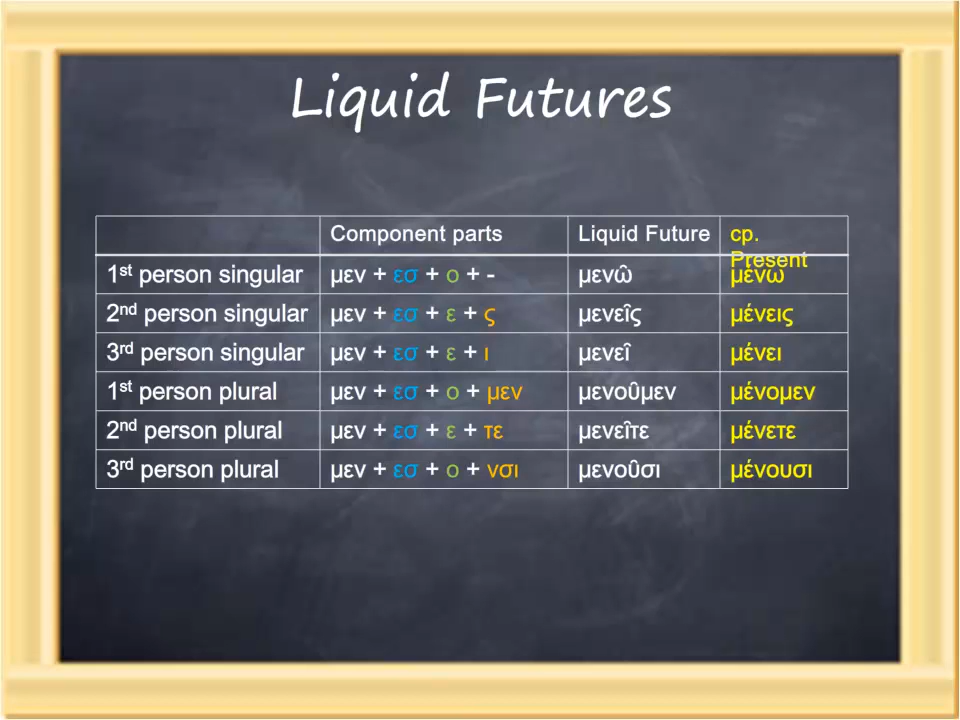 Liquid Futures
Component parts Liquid Future cp. Present
1st person singular μεν + εσ + ο + - μενῶ μένω
2nd person singular μεν + εσ + ε + ς μενεῖς μένεις
3rd person singular μεν + εσ + ε + ι μενεῖ μένει
1st person plural μεν + εσ + ο + μεν μενοῦμεν μένομεν
2nd person plural μεν + εσ + ε + τε μενεῖτε μένετε
3rd person plural μεν + εσ + ο + νσι μενοῦσι μένουσι